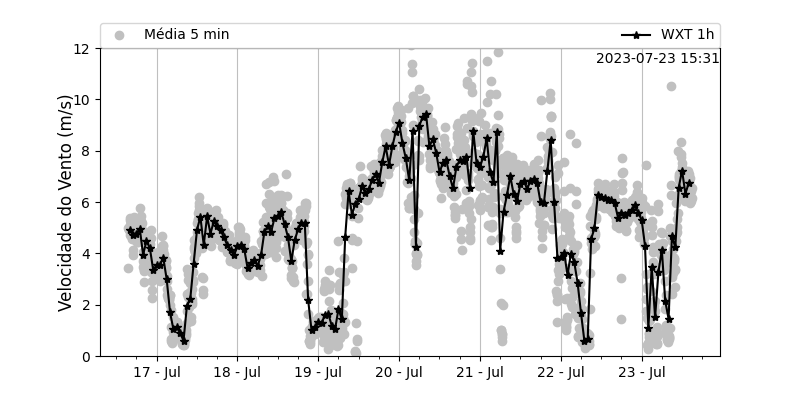 Média 5 min
WXT 1h
2023-07-23 15:31
Velocidade do Vento (m/s)
12
10
8
6
4
2
0
17 - Jul
18 - Jul
19 - Jul
20 - Jul
21 - Jul
22 - Jul
23 - Jul